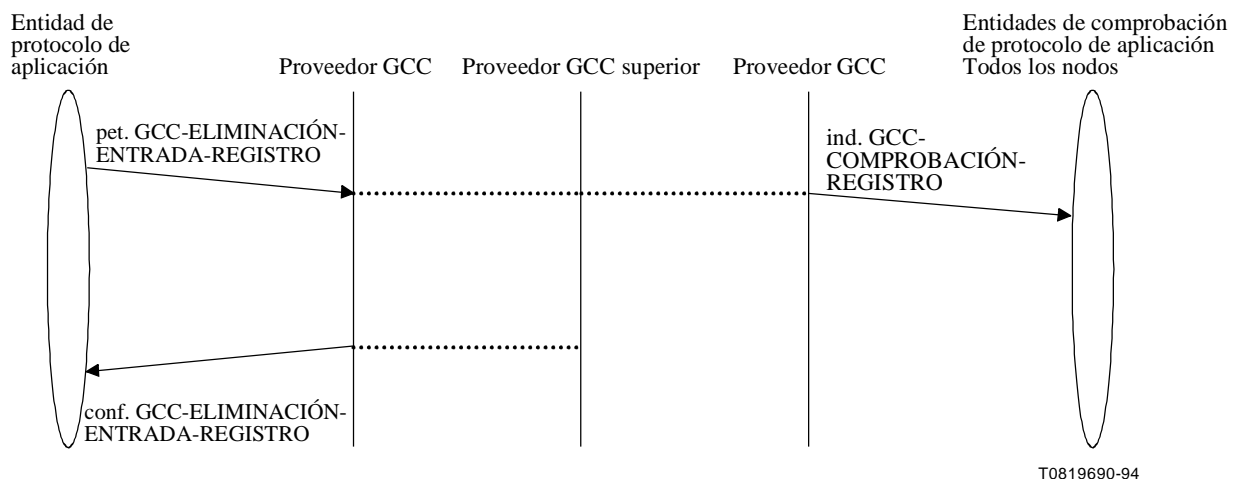 Entidad de
protocolo de
aplicación
Proveedor GCC
Proveedor GCC superior
Proveedor GCC
Entidades de comprobación
de protocolo de aplicación
Todos los nodos
pet. GCC-ELIMINACIÓN-
ENTRADA-REGISTRO
ind. GCC-
COMPROBACIÓN-
REGISTRO
conf. GCC-ELIMINACIÓN-
ENTRADA-REGISTRO
T0819690-94